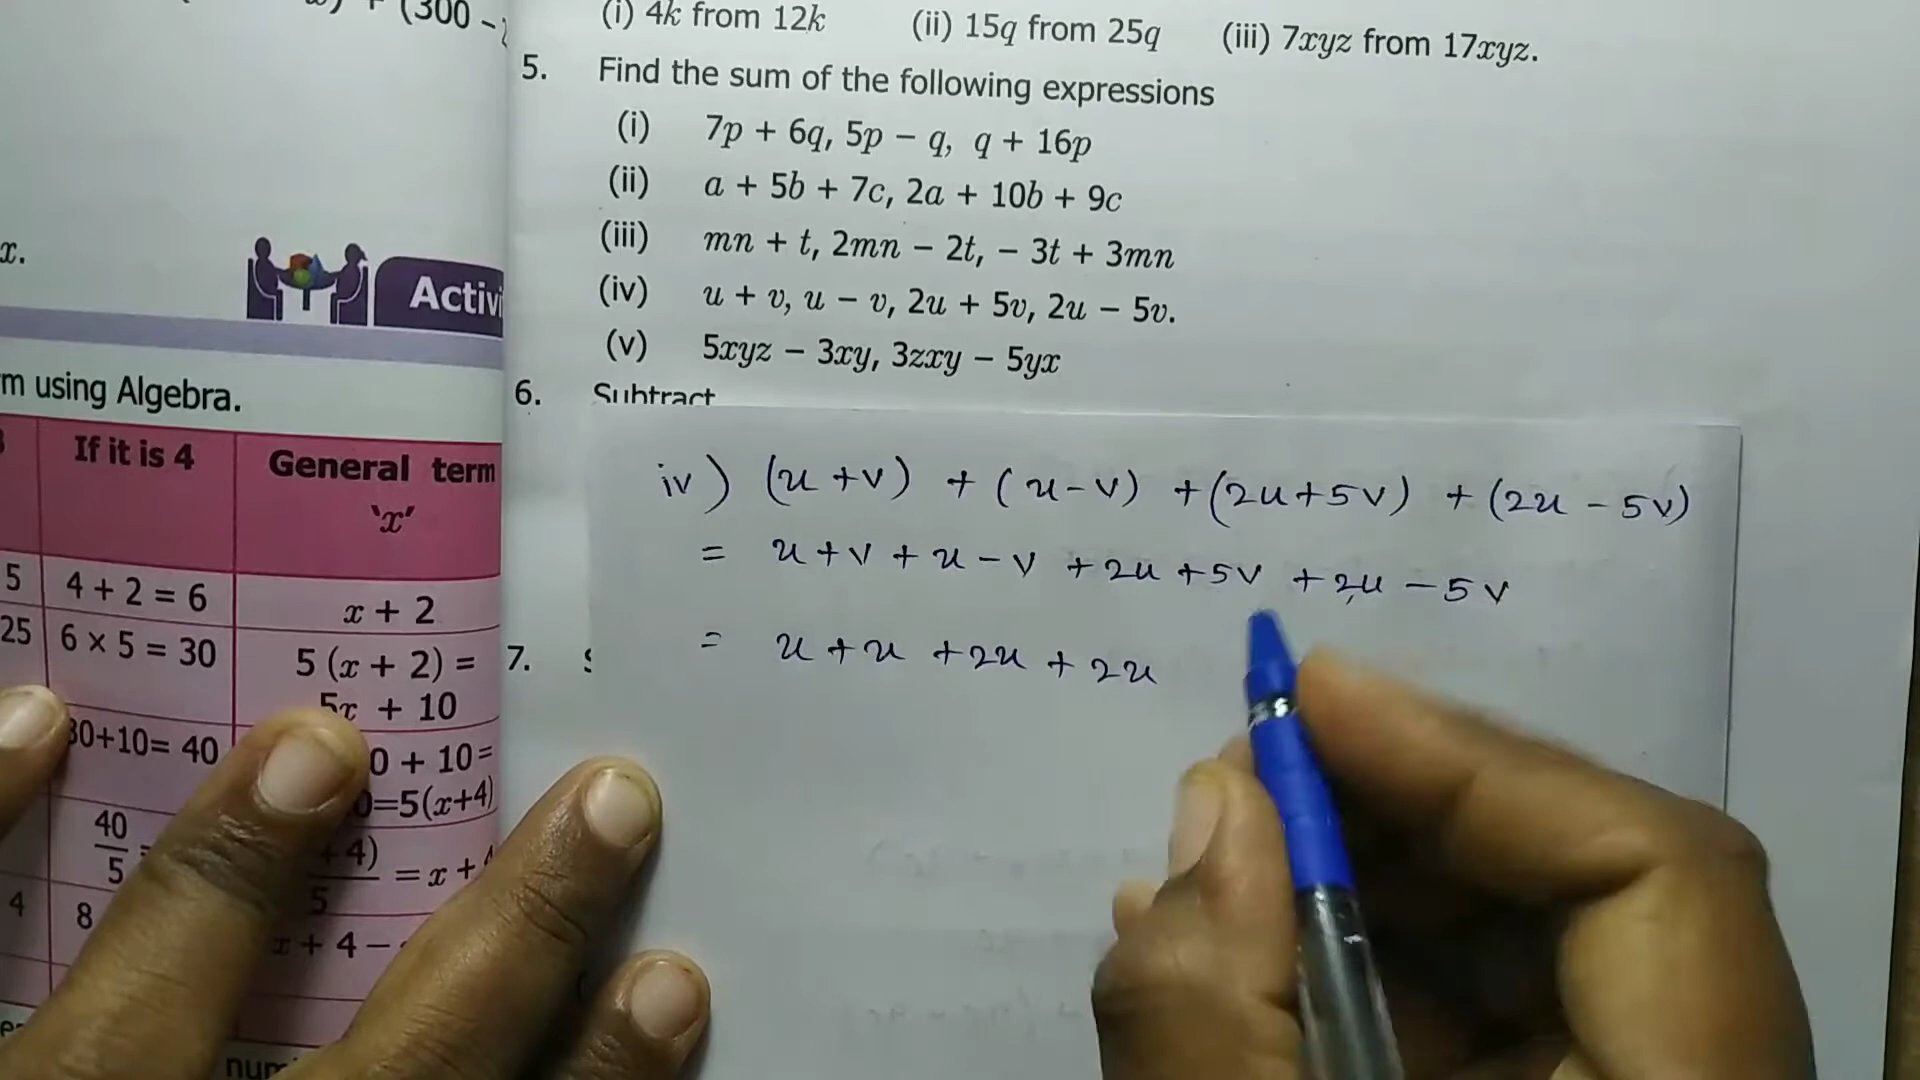 (300 –
x.
Activi
m using Algebra.
If it is 4
General term
'x'
5
4 + 2 = 6
x + 2
25
6 × 5 = 30
5 (x + 2) =
5x + 10
30+10= 40
0 + 10=
0=5(x+4)
40
5
+4)
5
= x +
4
8
x + 4 –
num
(i) 4k from 12k (ii) 15q from 25q (iii) 7xyz from 17xyz.
5. Find the sum of the following expressions
(i) 7p + 6q, 5p – q, q + 16p
(ii) a + 5b + 7c, 2a + 10b + 9c
(iii) mn + t, 2mn – 2t, – 3t + 3mn
(iv) u + v, u – v, 2u + 5v, 2u – 5v.
(v) 5xyz – 3xy, 3zxy – 5yx
6. Subtract
7.
iv) (u+v) + (u-v) +(2u+5v) +(2u - 5v)
= u+v+u-v +2u+5v +2u-5v
= u+u +2u+2u